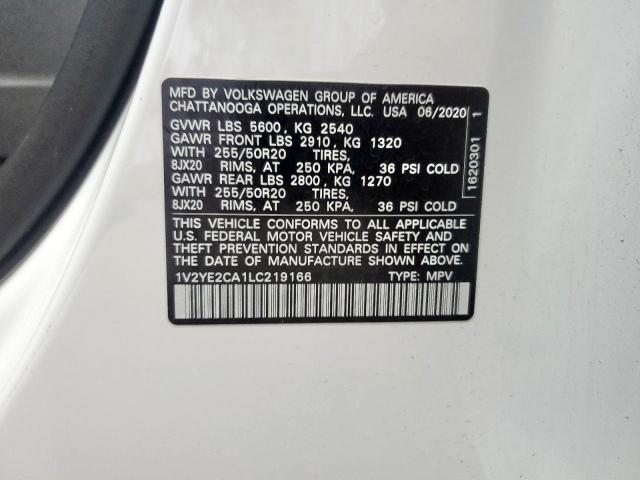 MFD BY VOLKSWAGEN GROUP OF AMERICA
CHATTANOOGA OPERATIONS, LLC. USA 06/2020
GVWR LBS 5600, KG 2540
GAWR FRONT LBS 2910, KG 1320
WITH 255/50R20 TIRES,
8JX20 RIMS, AT 250 KPA, 36 PSI COLD
GAWR REAR LBS 2800, KG 1270
WITH 255/50R20 TIRES,
8JX20 RIMS, AT 250 KPA, 36 PSI COLD
THIS VEHICLE CONFORMS TO ALL APPLICABLE
U.S. FEDERAL MOTOR VEHICLE SAFETY AND
THEFT PREVENTION STANDARDS IN EFFECT ON
THE DATE OF MANUFACTURE SHOWN ABOVE.
1V2YE2CA1LC219166 TYPE: MPV
1620301 1